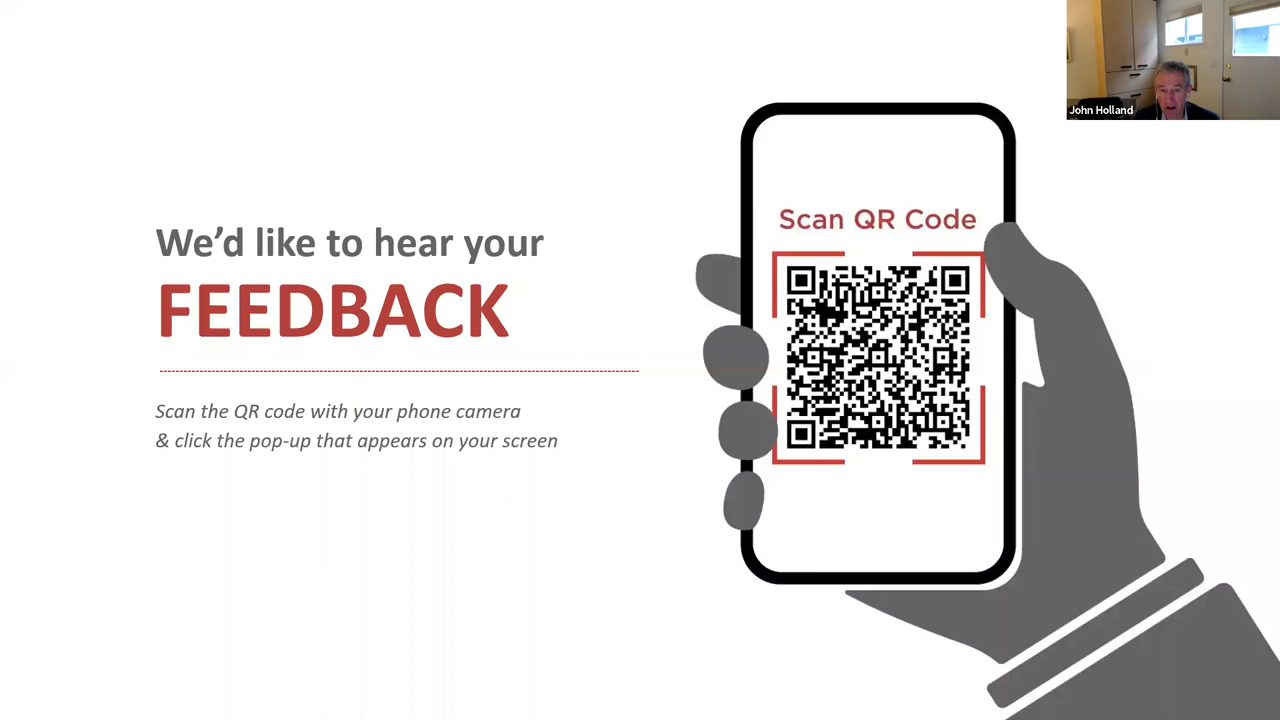 John Holland
We’d like to hear your
FEEDBACK
Scan the QR code with your phone camera
& click the pop-up that appears on your screen
Scan QR Code